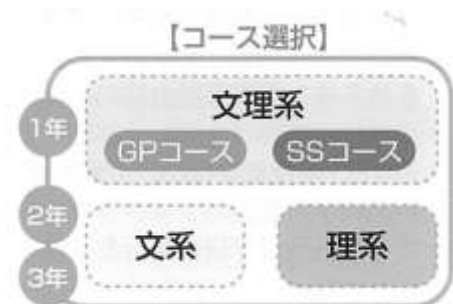 【コース選択】
文理系
1年
GPコース SSコース
2年
文系 理系
3年